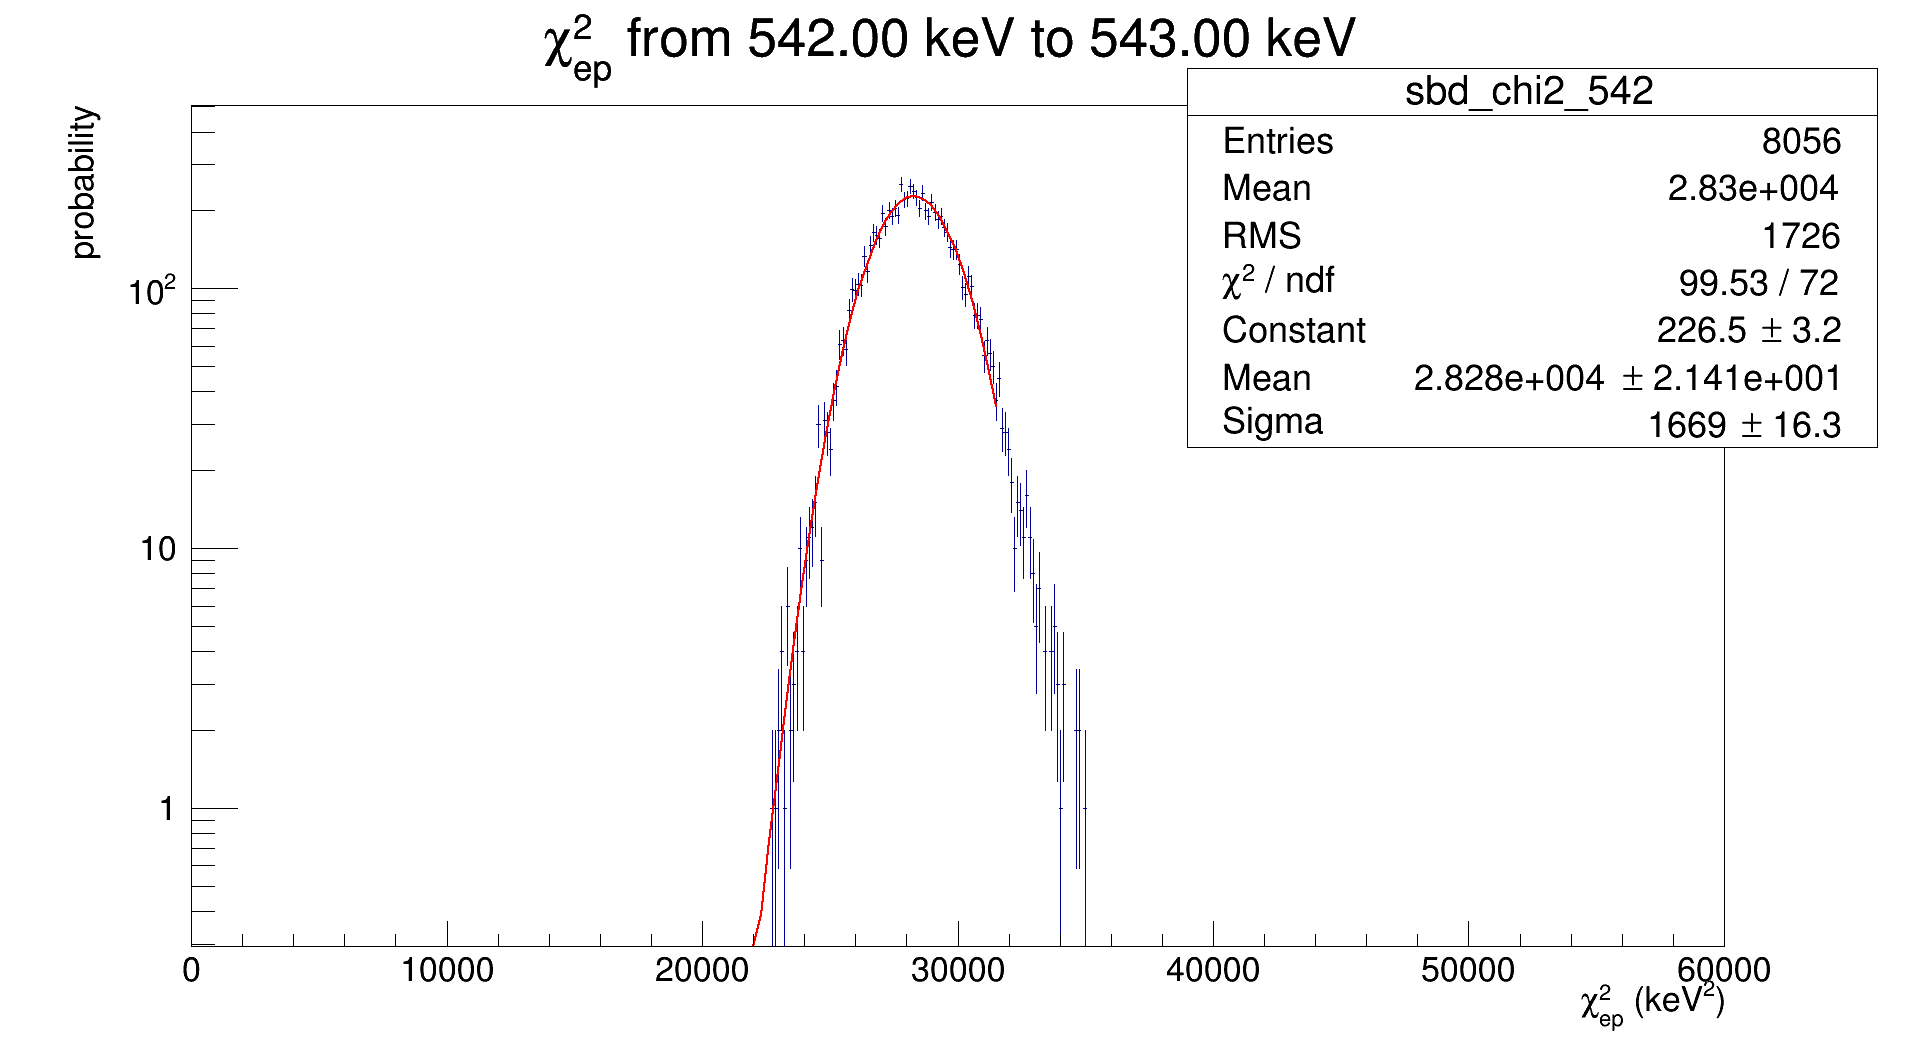 χ²ep from 542.00 keV to 543.00 keV
sbd_chi2_542
Entries 8056
Mean 2.83e+004
RMS 1726
χ² / ndf 99.53 / 72
Constant 226.5 ± 3.2
Mean 2.828e+004 ± 2.141e+001
Sigma 1669 ± 16.3
probability
10²
10
1
0 10000 20000 30000 40000 50000 60000
χ²ep (keV²)